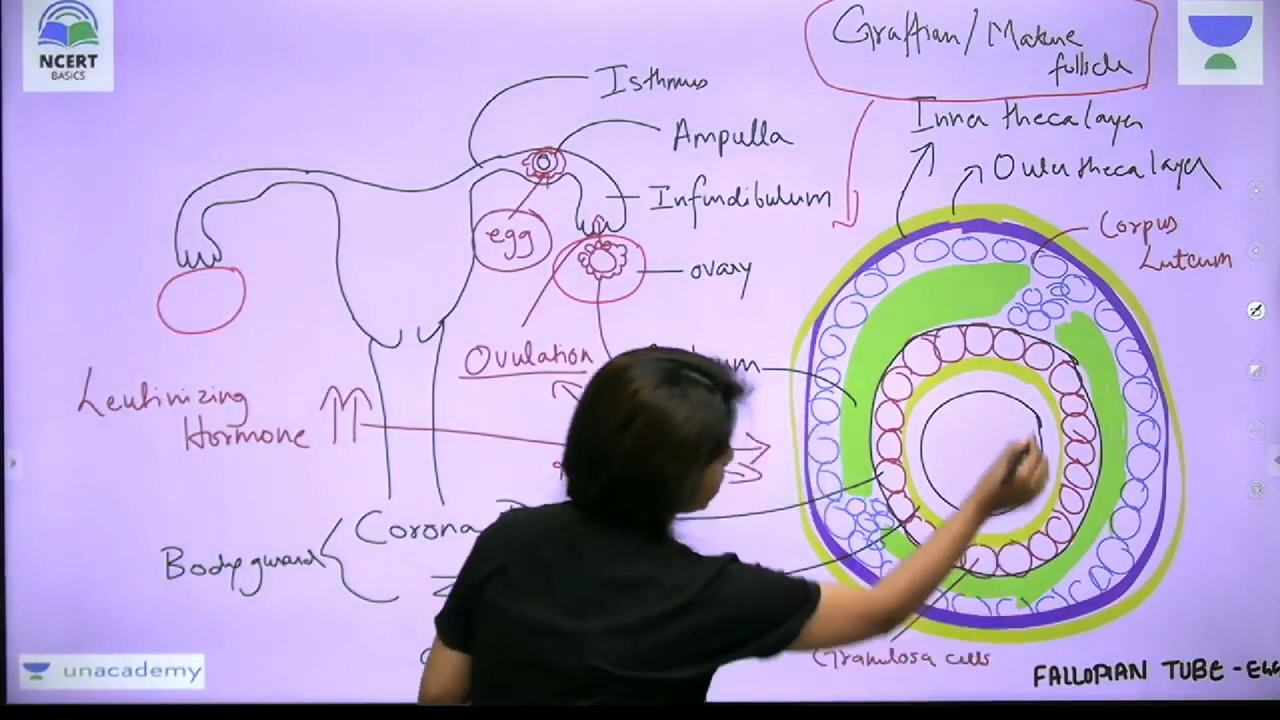 NCERT
BASICS
Graffian/Mature
follicle
Isthmus
Inner theca layer
Ampulla
Outer theca layer
Infundibulum
Corpus
Luteum
egg
ovary
Ovulation
Leutinizing
Hormone
Corona
Bodyguard
Granulosa cells
unacademy
FALLOPIAN TUBE - EGG